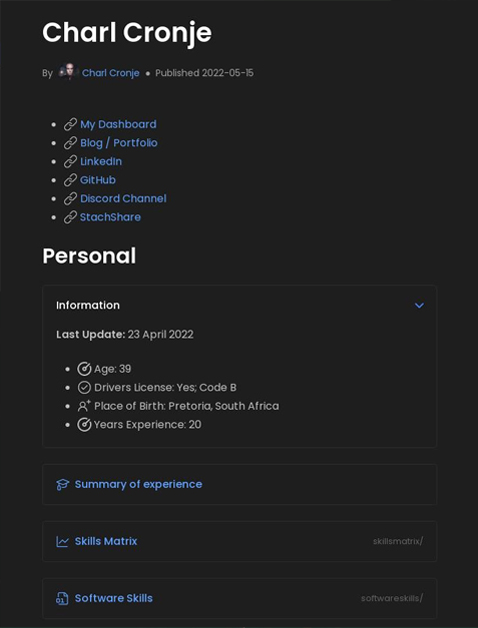 Charl Cronje
By Charl Cronje • Published 2022-05-15
My Dashboard
Blog / Portfolio
LinkedIn
GitHub
Discord Channel
StachShare
Personal
Information
Last Update: 23 April 2022
Age: 39
Drivers License: Yes; Code B
Place of Birth: Pretoria, South Africa
Years Experience: 20
Summary of experience
Skills Matrix skillsmatrix/
Software Skills softwareskills/